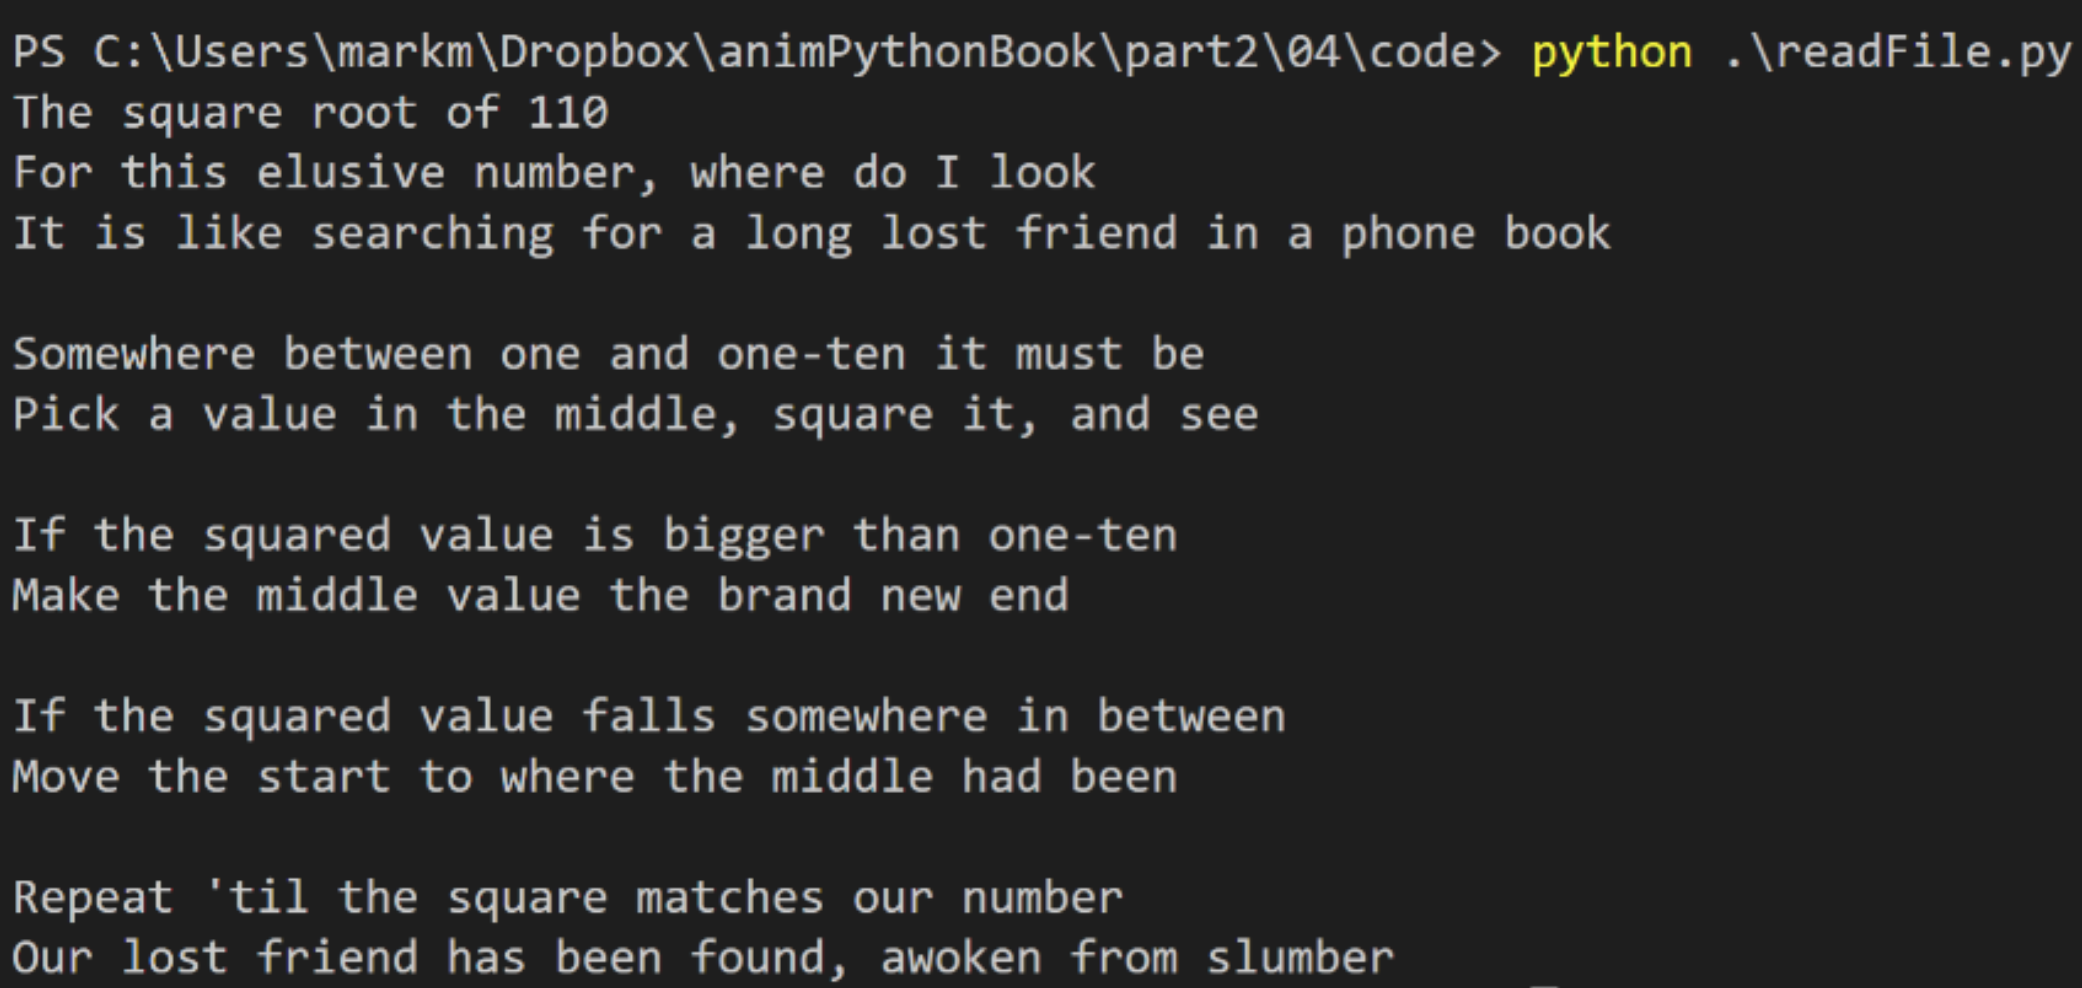 PS C:\Users\markm\Dropbox\animPythonBook\part2\04\code> python .\readFile.py
The square root of 110
For this elusive number, where do I look
It is like searching for a long lost friend in a phone book
Somewhere between one and one-ten it must be
Pick a value in the middle, square it, and see
If the squared value is bigger than one-ten
Make the middle value the brand new end
If the squared value falls somewhere in between
Move the start to where the middle had been
Repeat 'til the square matches our number
Our lost friend has been found, awoken from slumber